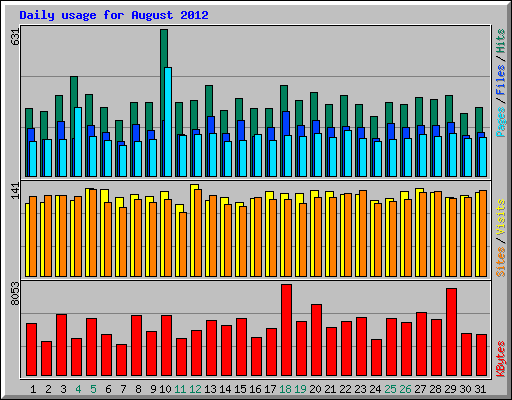 Daily usage for August 2012
631
Pages / Files / Hits
141
Sites / Visits
8053
KBytes
1 2 3 4 5 6 7 8 9 10 11 12 13 14 15 16 17 18 19 20 21 22 23 24 25 26 27 28 29 30 31